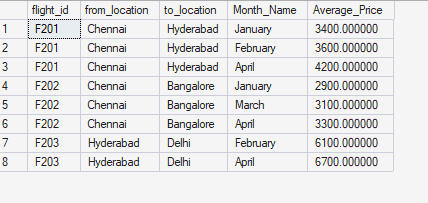 flight_id from_location to_location Month_Name Average_Price
1 F201 Chennai Hyderabad January 3400.000000
2 F201 Chennai Hyderabad February 3600.000000
3 F201 Chennai Hyderabad April 4200.000000
4 F202 Chennai Bangalore January 2900.000000
5 F202 Chennai Bangalore March 3100.000000
6 F202 Chennai Bangalore April 3300.000000
7 F203 Hyderabad Delhi February 6100.000000
8 F203 Hyderabad Delhi April 6700.000000